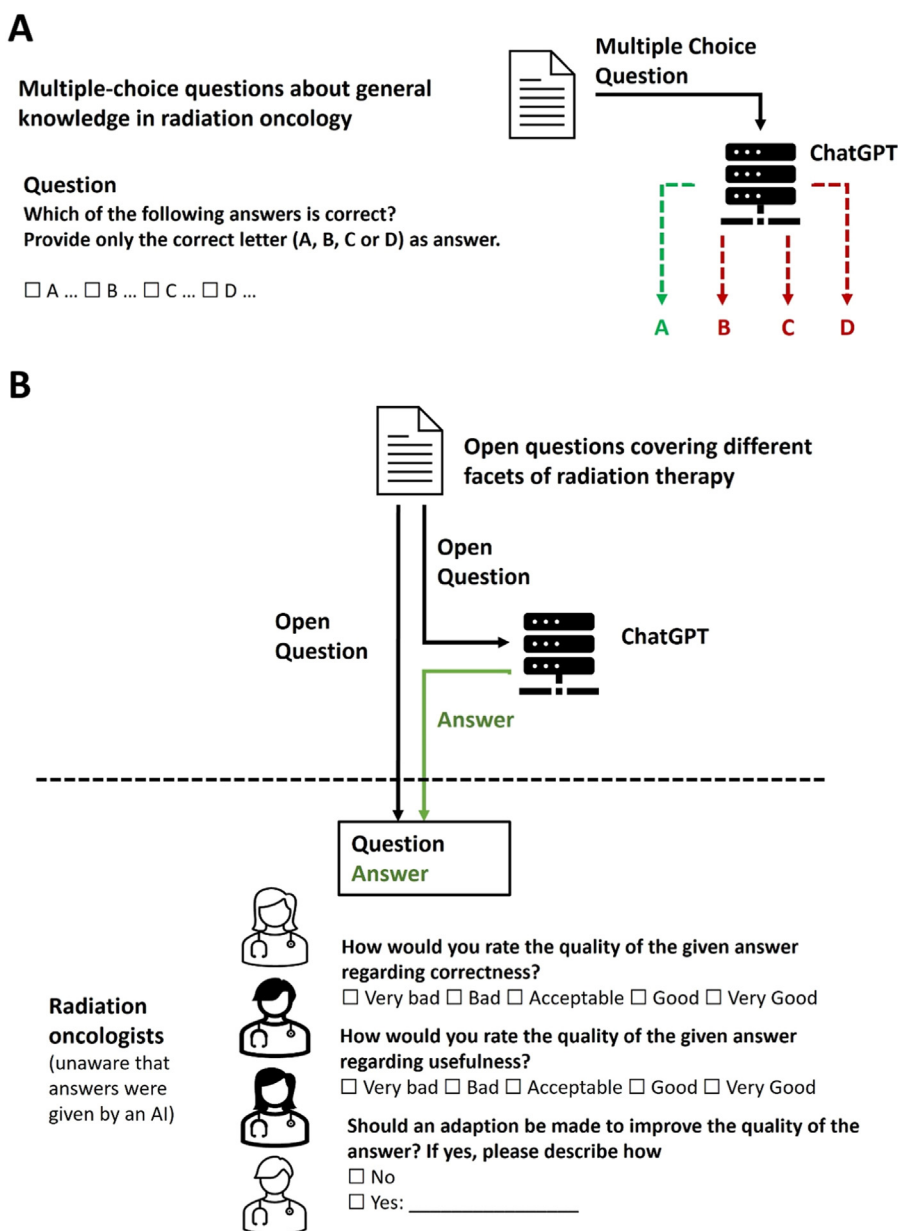 A
Multiple-choice questions about general
knowledge in radiation oncology
Multiple Choice
Question
ChatGPT
Question
Which of the following answers is correct?
Provide only the correct letter (A, B, C or D) as answer.
☐ A ... ☐ B ... ☐ C ... ☐ D ...
A B C D
B
Open questions covering different
facets of radiation therapy
Open
Question
Open
Question
ChatGPT
Answer
Question
Answer
Radiation
oncologists
(unaware that
answers were
given by an AI)
How would you rate the quality of the given answer
regarding correctness?
☐ Very bad ☐ Bad ☐ Acceptable ☐ Good ☐ Very Good
How would you rate the quality of the given answer
regarding usefulness?
☐ Very bad ☐ Bad ☐ Acceptable ☐ Good ☐ Very Good
Should an adaption be made to improve the quality of the
answer? If yes, please describe how
☐ No
☐ Yes: _________________